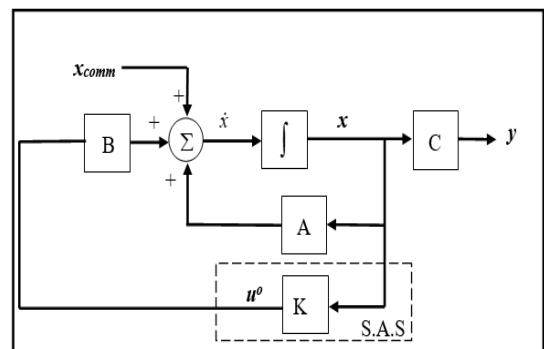 x_comm
+
+
B
Σ
ẋ
∫
x
C
y
+
A
u°
K
S.A.S